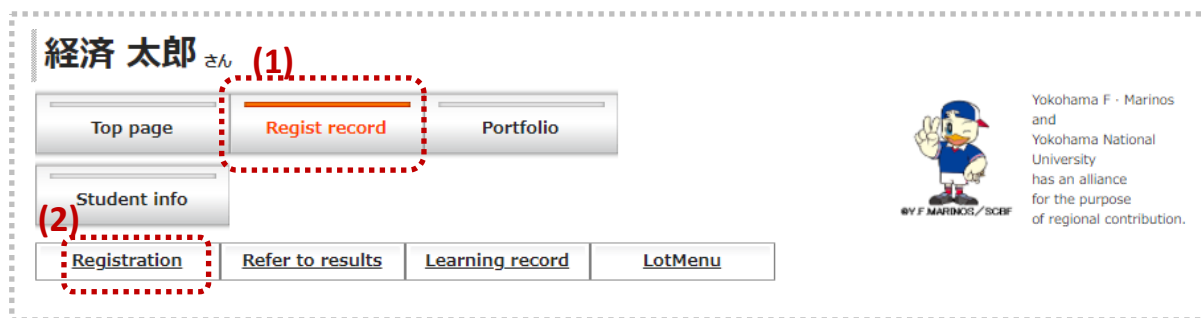 経済 太郎 さん
(1)
Top page
Regist record
Portfolio
Student info
(2)
Registration
Refer to results
Learning record
LotMenu
©Y.F.MARINOS/SCBF
Yokohama F・Marinos
and
Yokohama National
University
has an alliance
for the purpose
of regional contribution.